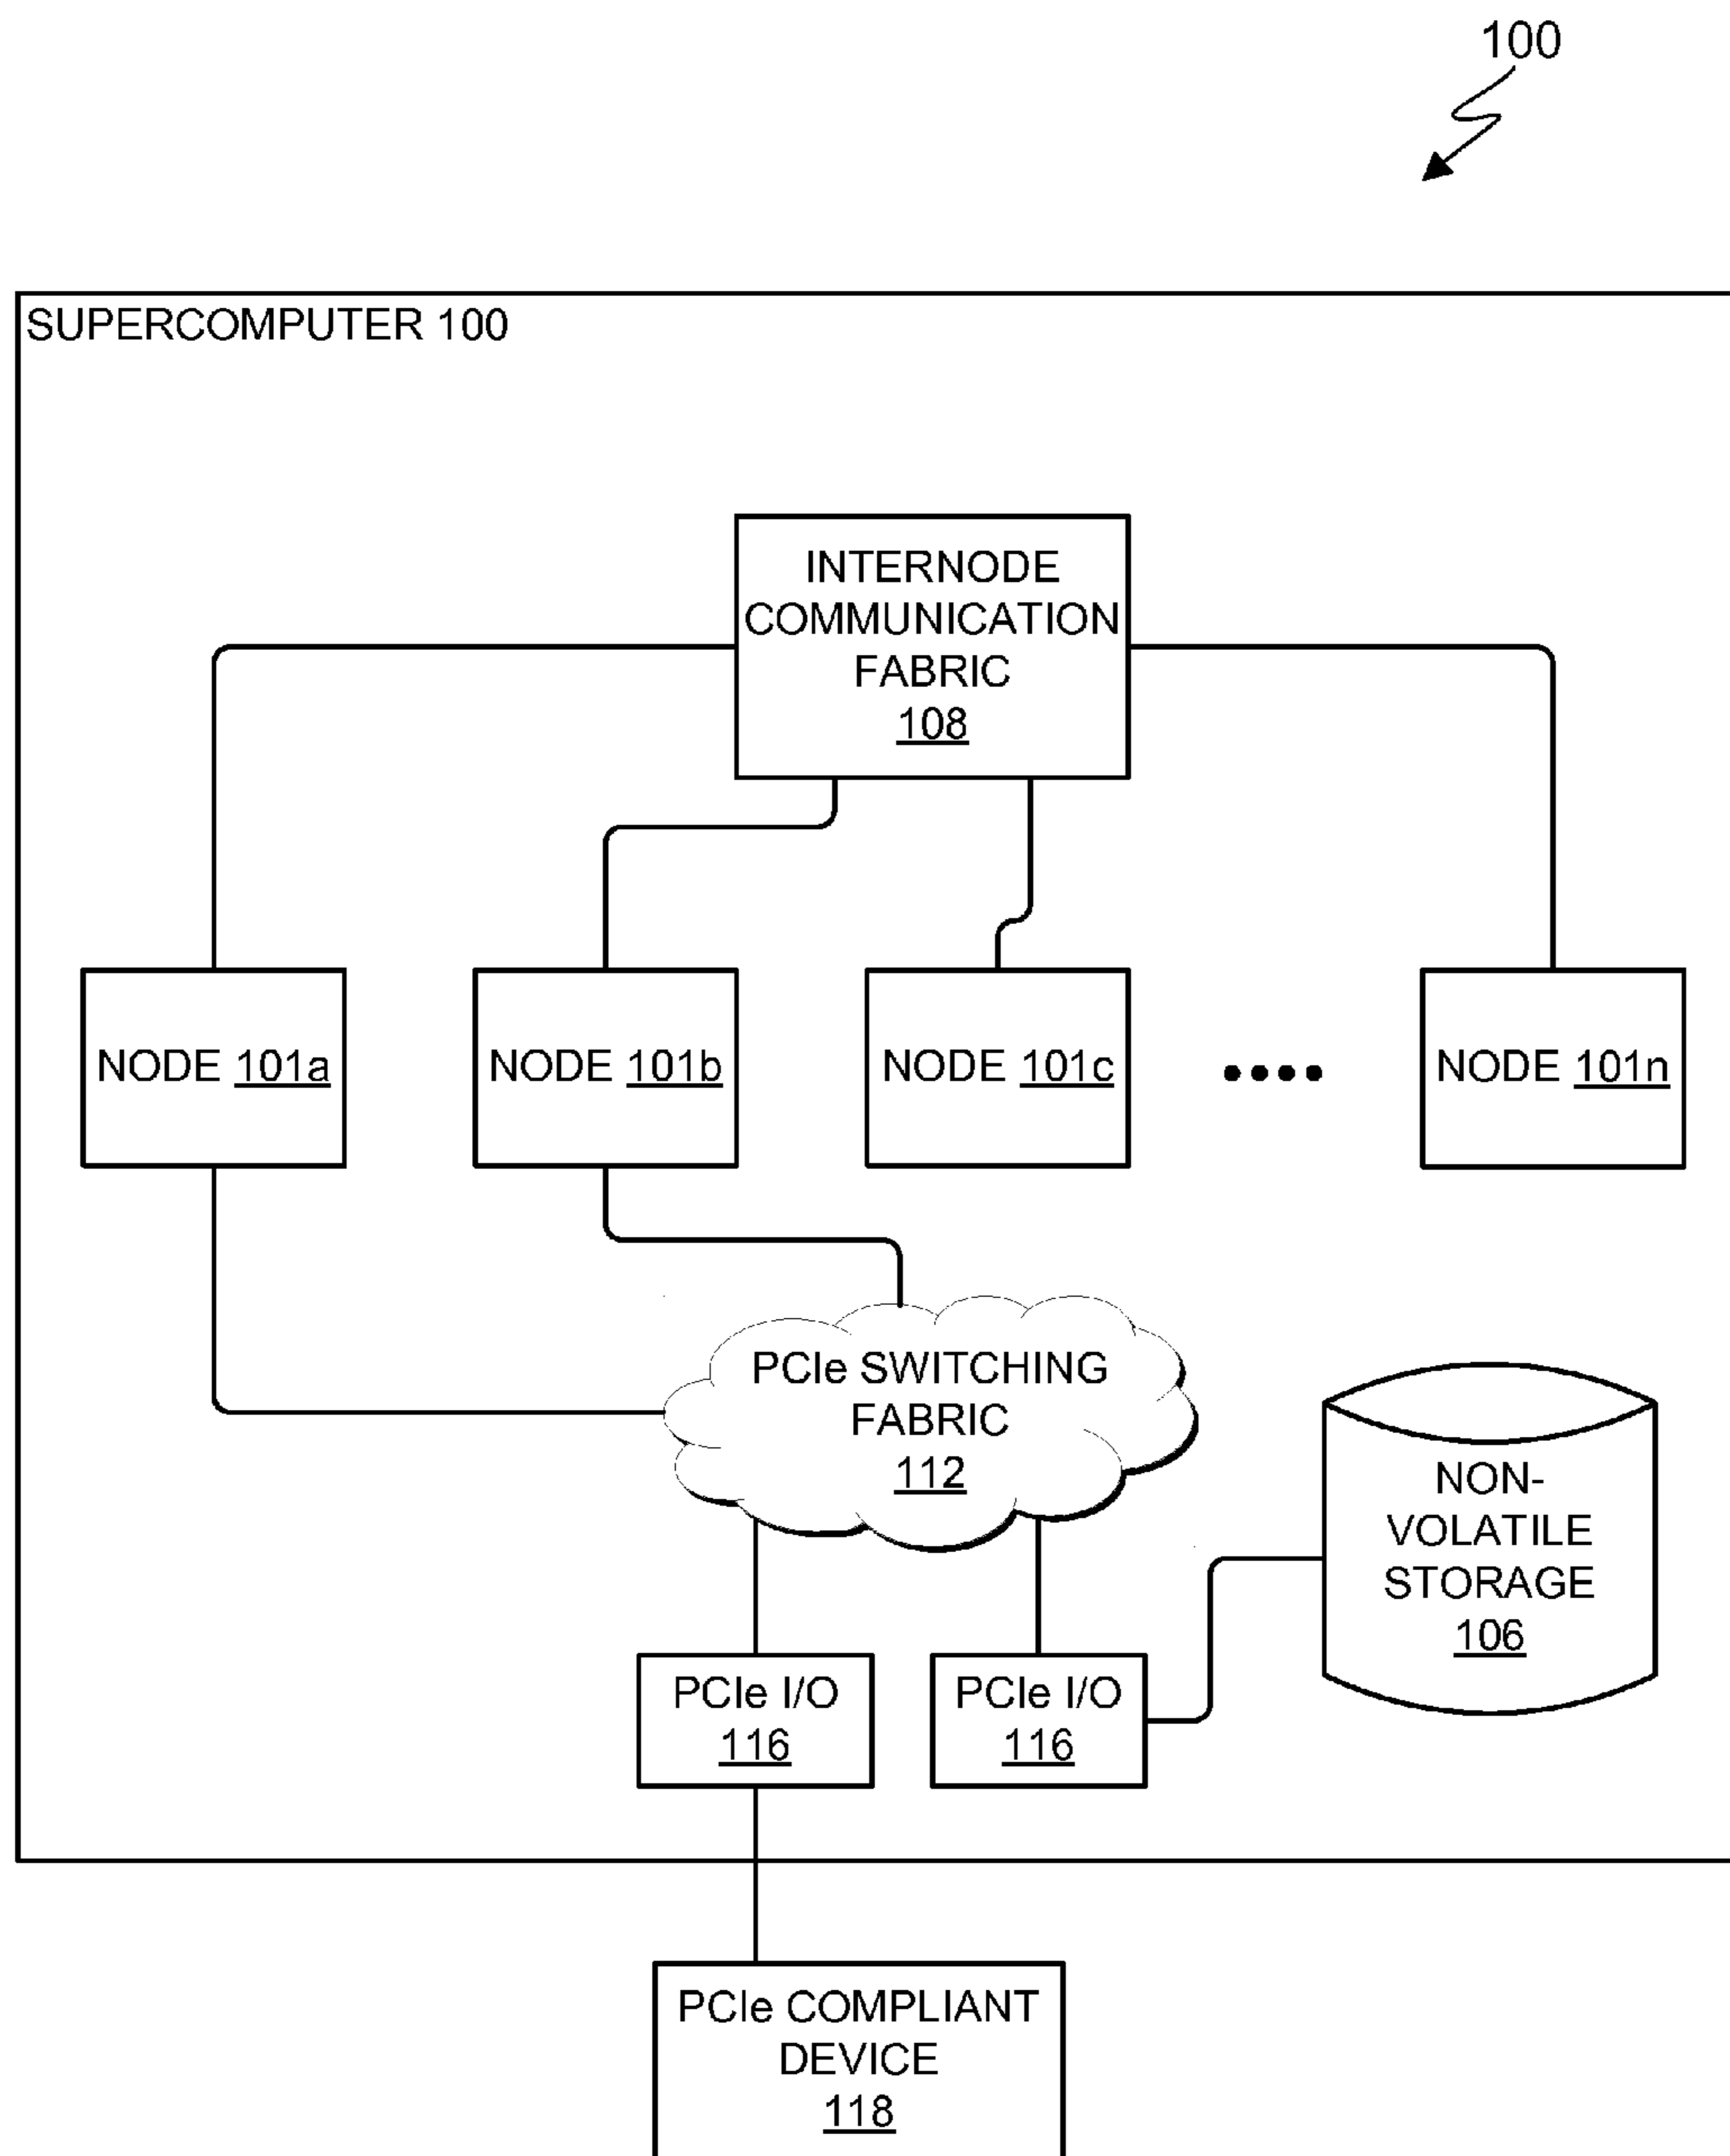 100
SUPERCOMPUTER 100
INTERNODE
COMMUNICATION
FABRIC
108
NODE 101a
NODE 101b
NODE 101c
NODE 101n
PCIe SWITCHING
FABRIC
112
NON-
VOLATILE
STORAGE
106
PCIe I/O
116
PCIe I/O
116
PCIe COMPLIANT
DEVICE
118